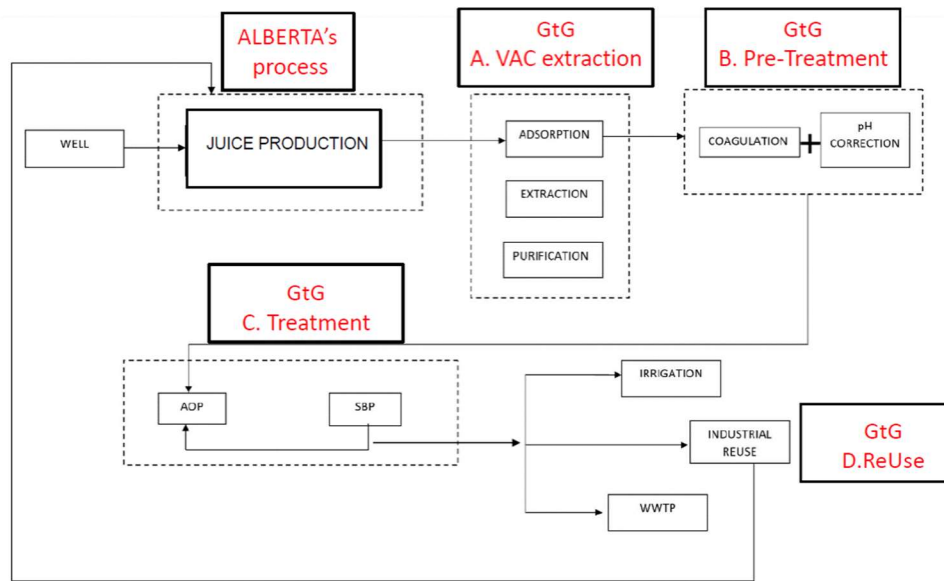 ALBERTA's
process
GtG
A. VAC extraction
GtG
B. Pre-Treatment
WELL
JUICE PRODUCTION
ADSORPTION
COAGULATION
+
pH
CORRECTION
EXTRACTION
PURIFICATION
GtG
C. Treatment
AOP
SBP
IRRIGATION
INDUSTRIAL
REUSE
GtG
D.ReUse
WWTP